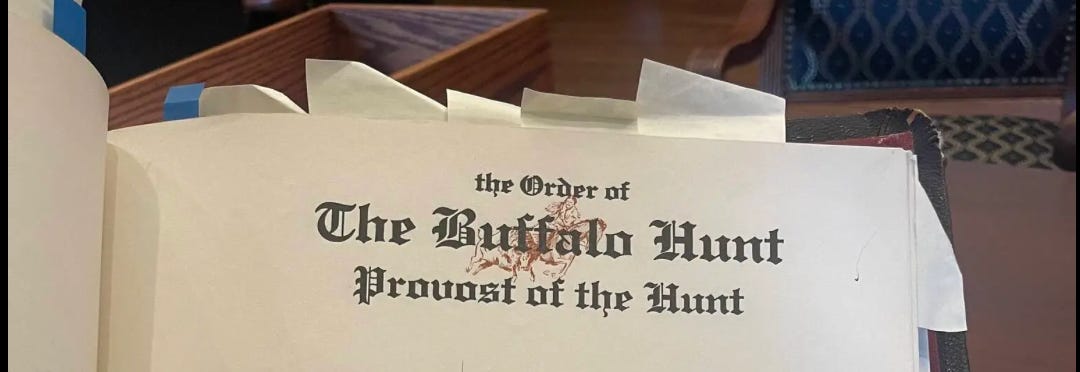 the Order of
The Buffalo Hunt
Provost of the Hunt